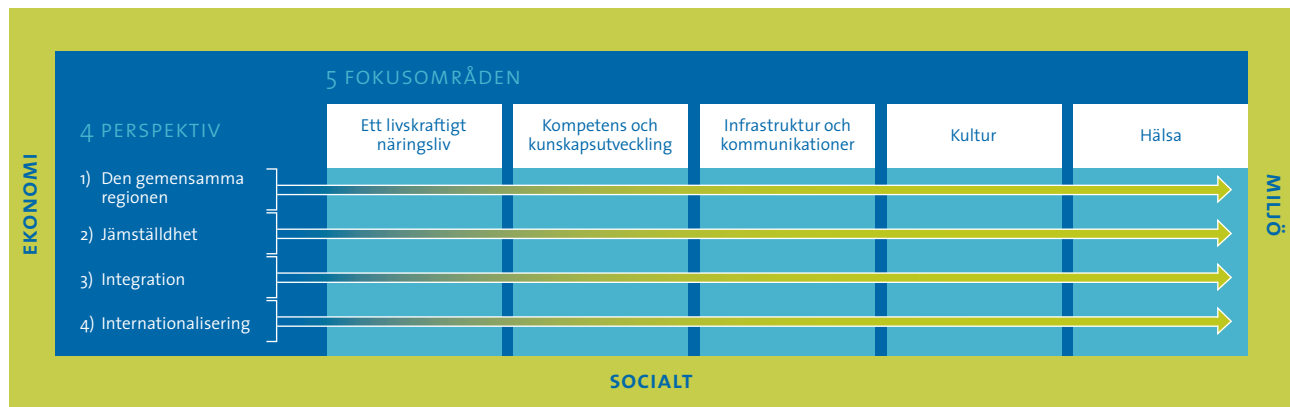 5 FOKUSOMRÅDEN
4 PERSPEKTIV
Ett livskraftigt
näringsliv
Kompetens och
kunskapsutveckling
Infrastruktur och
kommunikationer
Kultur
Hälsa
1) Den gemensamma
regionen
2) Jämställdhet
3) Integration
4) Internationalisering
EKONOMI
MILJÖ
SOCIALT